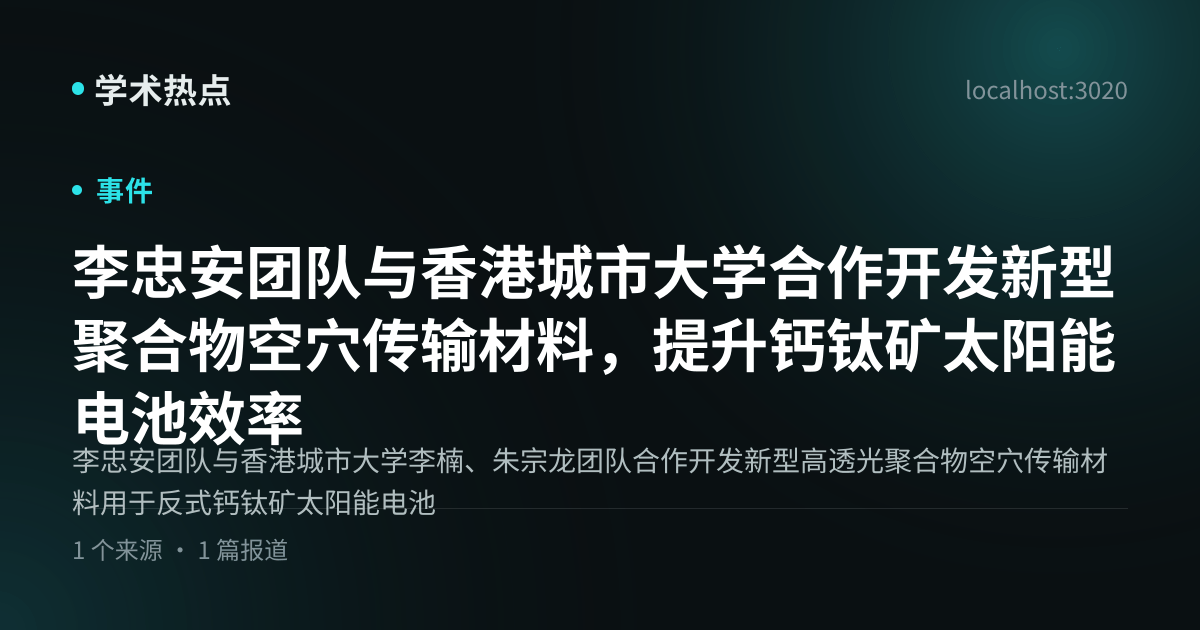 学术热点
localhost:3020
事件
李忠安团队与香港城市大学合作开发新型
聚合物空穴传输材料，提升钙钛矿太阳能
电池效率
李忠安团队与香港城市大学李楠、朱宗龙团队合作开发新型高透光聚合物空穴传输材
料用于反式钙钛矿太阳能电池
1 个来源 · 1 篇报道